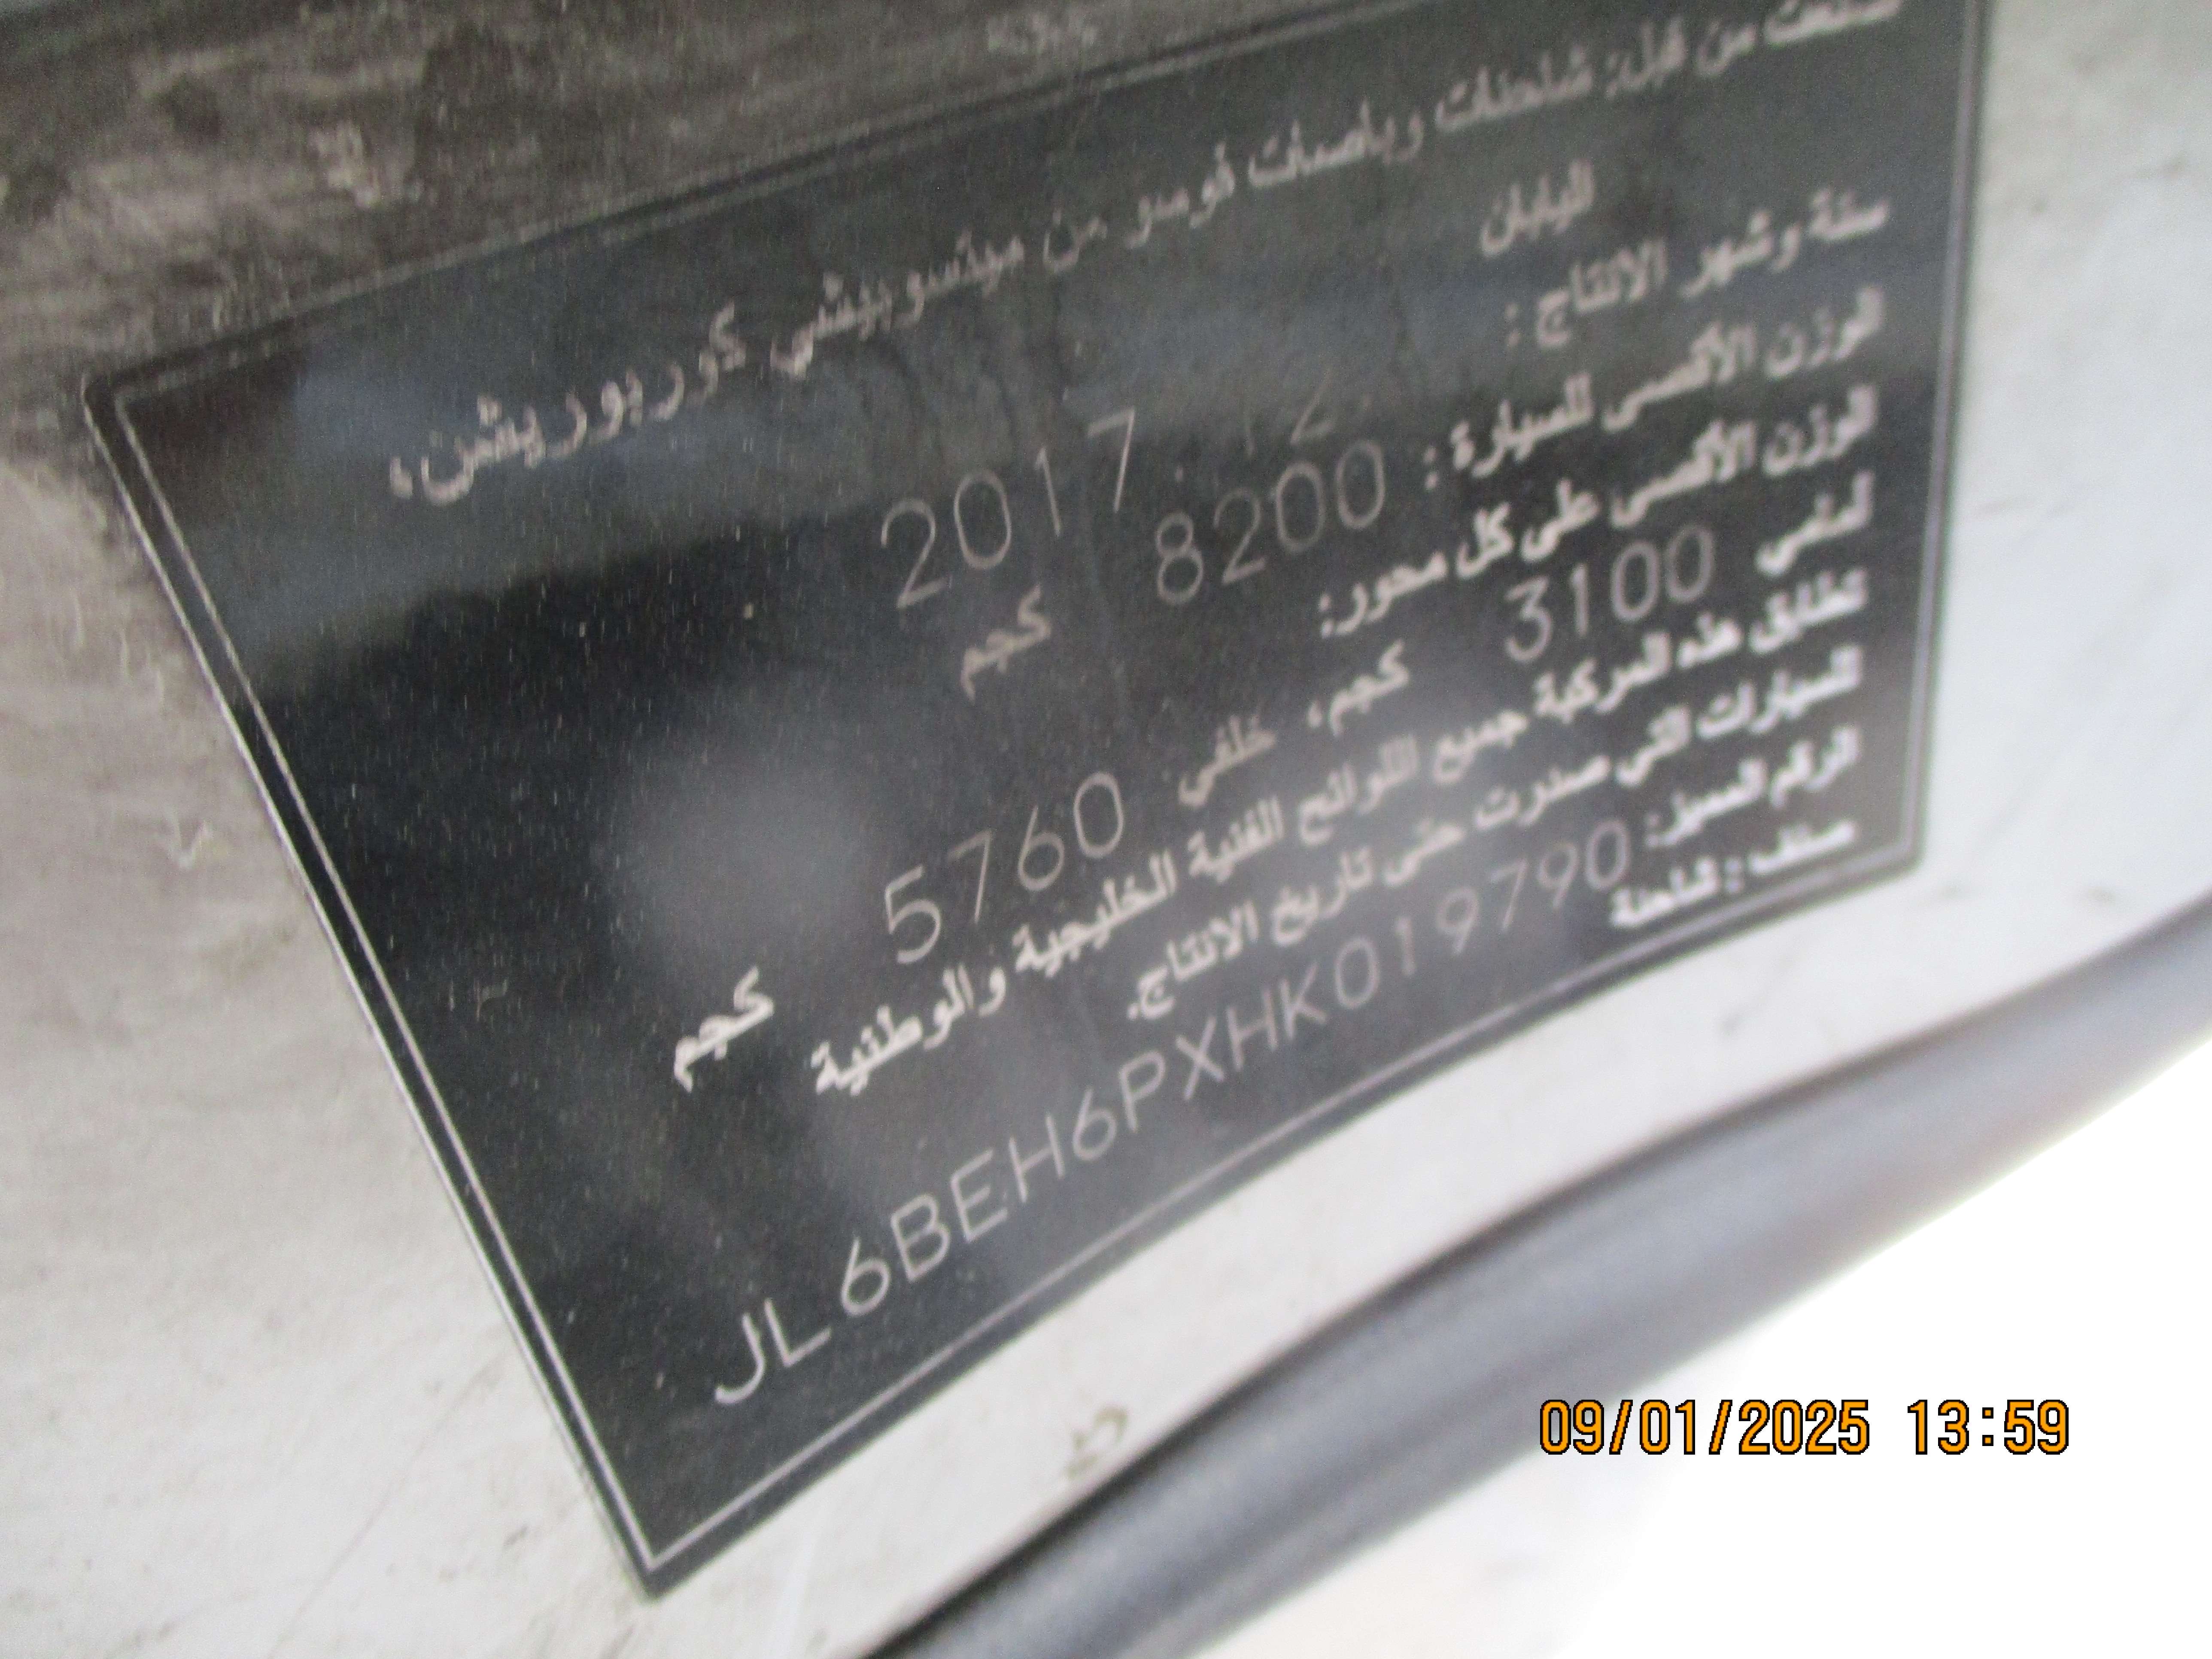 صنعت من قبل: شاحنات وباصات فوسو من ميتسوبيشي كوربوريشن،
اليابان
سنة وشهر الانتاج : 2017 . 12.
الوزن الأقصى للسيارة : 8200 كجم
الوزن الأقصى على كل محور:
أمامي 3100 كجم، خلفي 5760 كجم
تطابق هذه المركبة جميع اللوائح الفنية الخليجية والوطنية
السيارات التي صدرت حتى تاريخ الانتاج.
الرقم المميز: JL6BEH6PXHK019790
صنف : شاحنة
09/01/2025 13:59